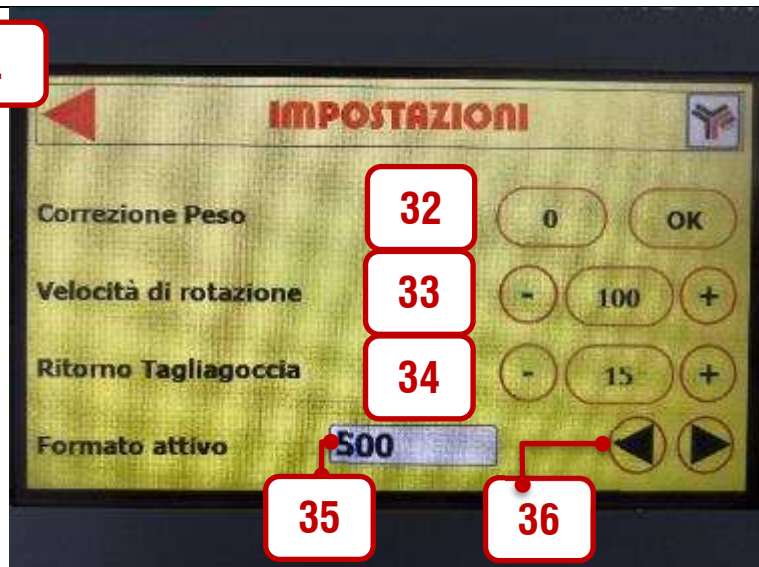 IMPOSTAZIONI
Correzione Peso 32 0 OK
Velocità di rotazione 33 - 100 +
Ritorno Tagliagoccia 34 - 15 +
Formato attivo 500
35 36